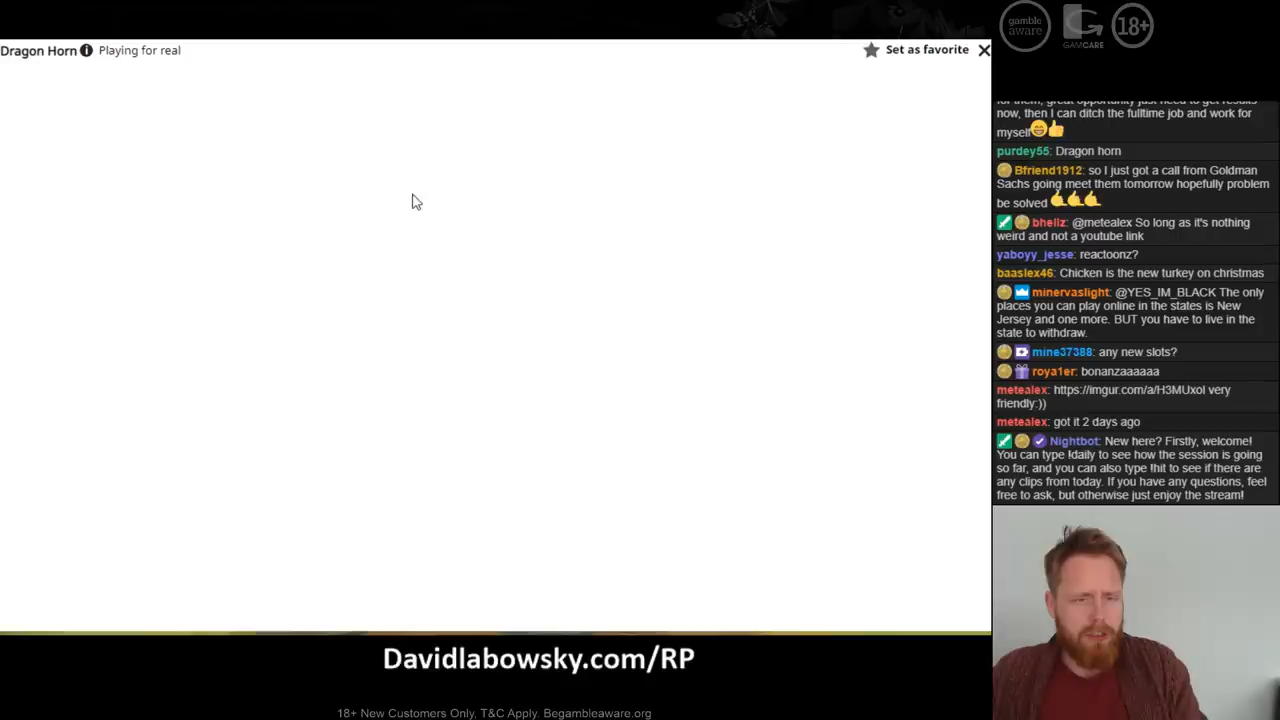 Dragon Horn Playing for real
Set as favorite
gamble
aware
GAMCARE
18+
for them, great opportunity just need to get results
now, then I can ditch the fulltime job and work for
myself
purdey55: Dragon horn
Bfriend1912: so I just got a call from Goldman
Sachs going meet them tomorrow hopefully problem
be solved
bhellz: @metealex So long as it's nothing
weird and not a youtube link
yaboyy_jesse: reactoonz?
baaslex46: Chicken is the new turkey on christmas
minervaslight: @YES_IM_BLACK The only
places you can play online in the states is New
Jersey and one more. BUT you have to live in the
state to withdraw.
mine37388: any new slots?
roya1er: bonanzaaaaaa
metealex: https://imgur.com/a/H3MUxol very
friendly:))
metealex: got it 2 days ago
Nightbot: New here? Firstly, welcome!
You can type !daily to see how the session is going
so far, and you can also type !hit to see if there are
any clips from today. If you have any questions, feel
free to ask, but otherwise just enjoy the stream!
Davidlabowsky.com/RP
18+ New Customers Only, T&C Apply. Begambleaware.org